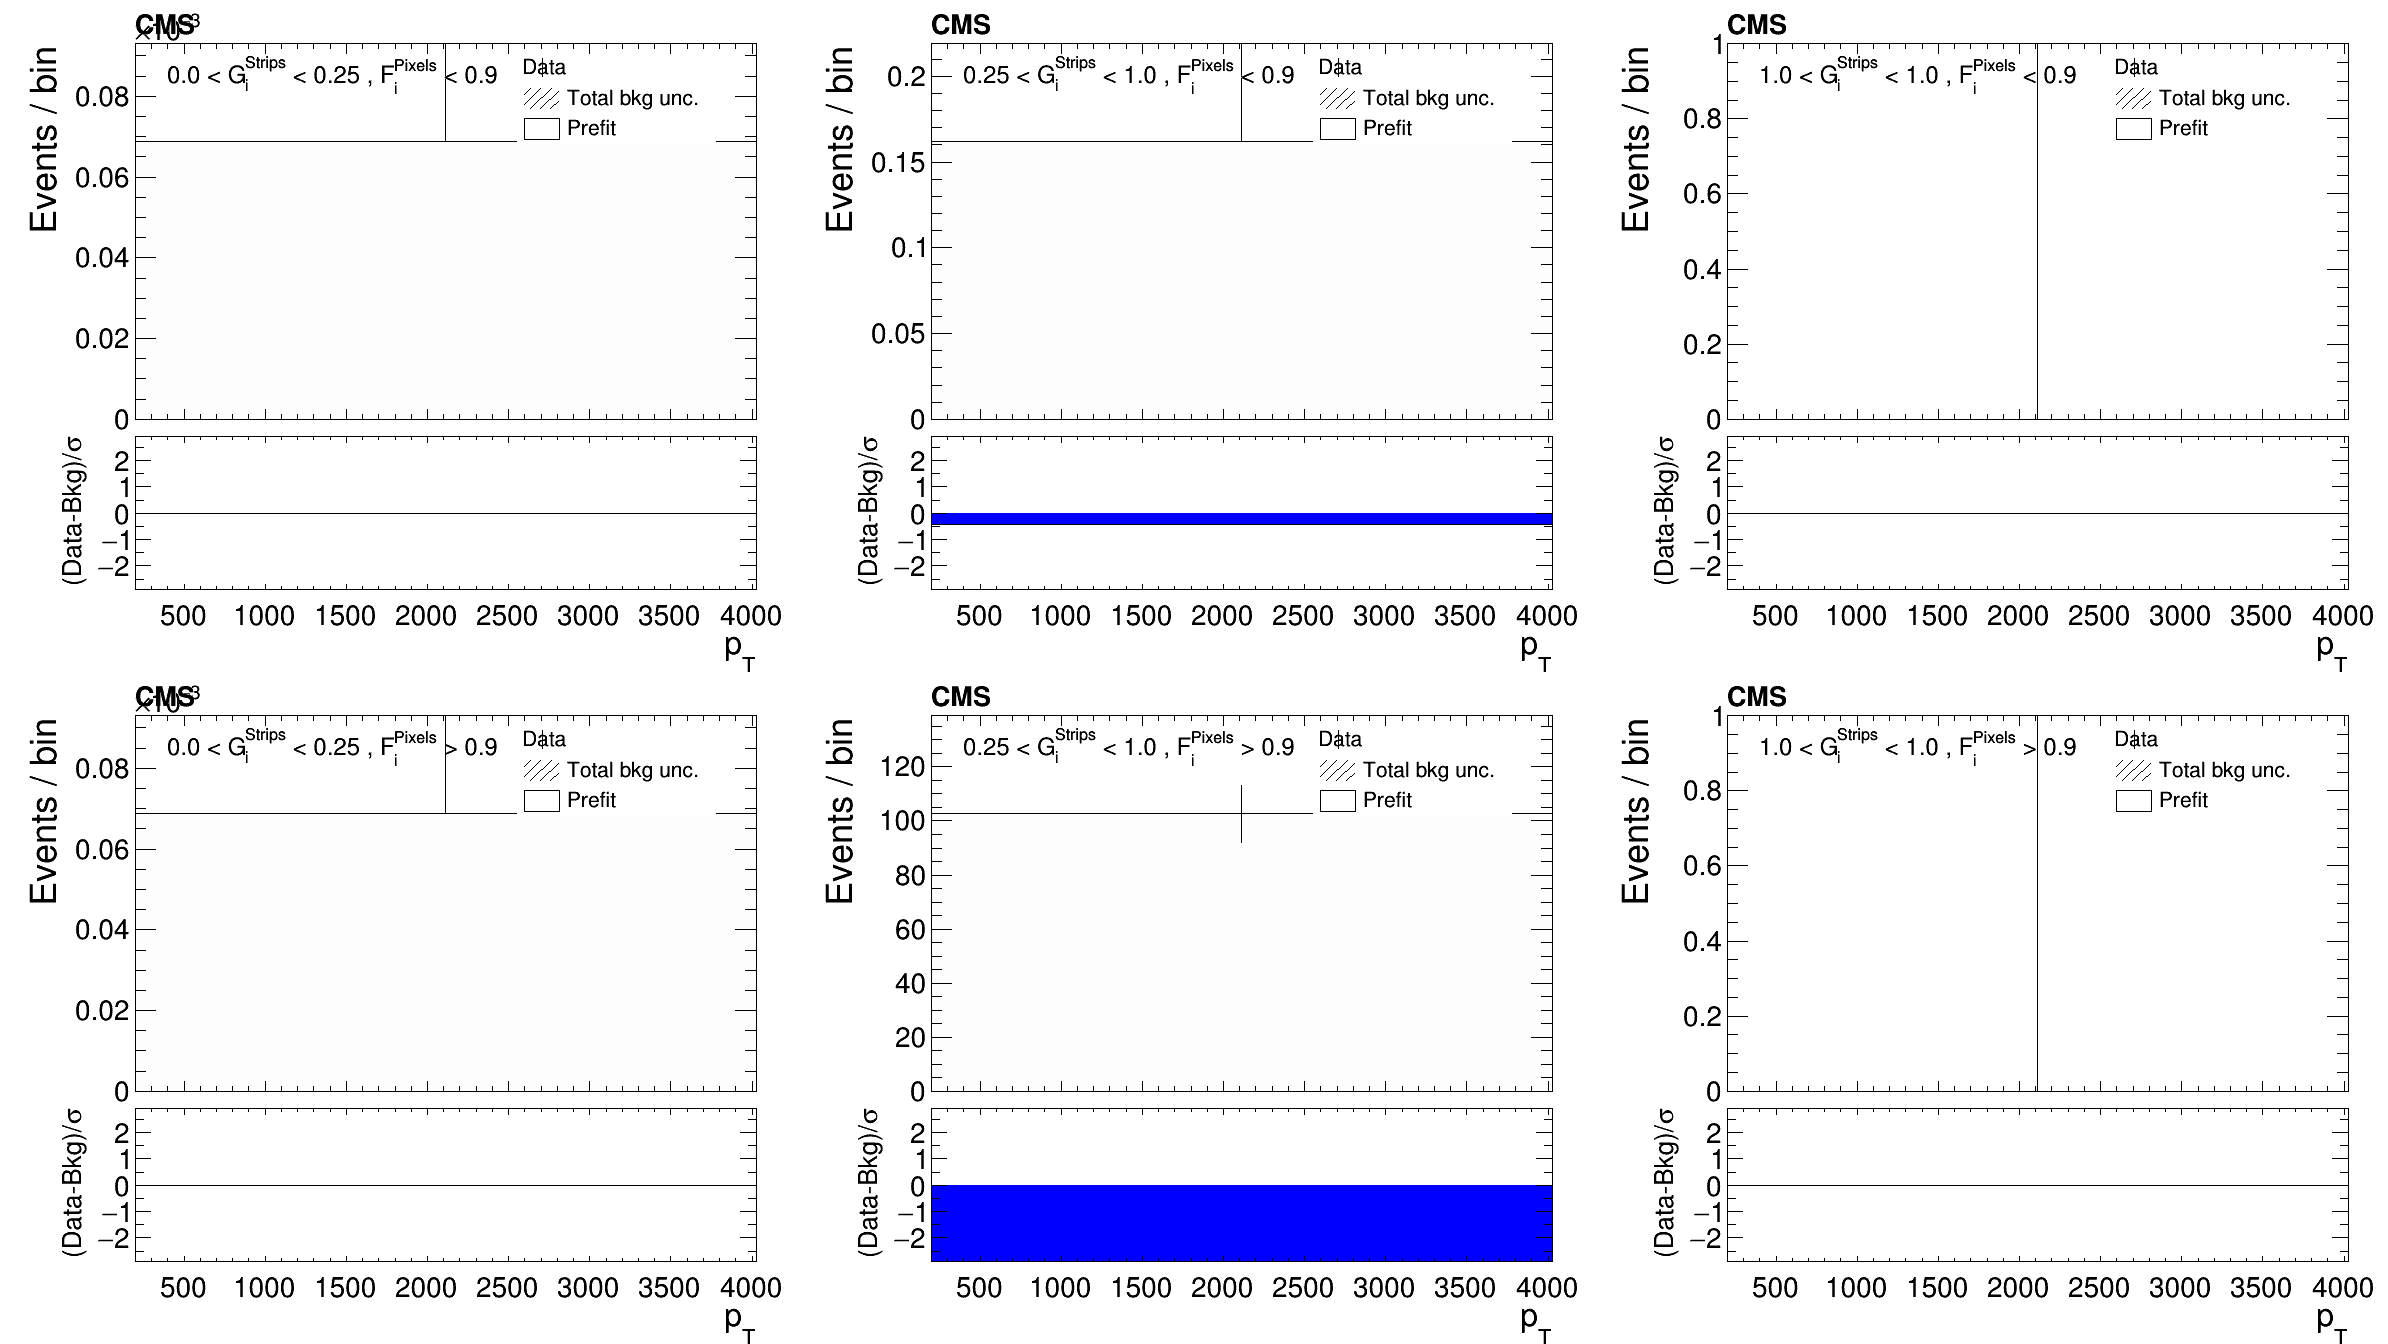 CMS
×10⁻³
Events / bin
0.0 < G_i^Strips < 0.25 , F_i^Pixels < 0.9
Data
Total bkg unc.
Prefit
0.08
0.06
0.04
0.02
0
(Data-Bkg)/σ
2
1
0
−1
−2
500 1000 1500 2000 2500 3000 3500 4000
p_T
CMS
Events / bin
0.25 < G_i^Strips < 1.0 , F_i^Pixels < 0.9
Data
Total bkg unc.
Prefit
0.2
0.15
0.1
0.05
0
(Data-Bkg)/σ
2
1
0
−1
−2
500 1000 1500 2000 2500 3000 3500 4000
p_T
CMS
Events / bin
1
1.0 < G_i^Strips < 1.0 , F_i^Pixels < 0.9
Data
Total bkg unc.
Prefit
0.8
0.6
0.4
0.2
0
(Data-Bkg)/σ
2
1
0
−1
−2
500 1000 1500 2000 2500 3000 3500 4000
p_T
CMS
×10⁻³
Events / bin
0.0 < G_i^Strips < 0.25 , F_i^Pixels > 0.9
Data
Total bkg unc.
Prefit
0.08
0.06
0.04
0.02
0
(Data-Bkg)/σ
2
1
0
−1
−2
500 1000 1500 2000 2500 3000 3500 4000
p_T
CMS
Events / bin
0.25 < G_i^Strips < 1.0 , F_i^Pixels > 0.9
Data
Total bkg unc.
Prefit
120
100
80
60
40
20
0
(Data-Bkg)/σ
2
1
0
−1
−2
500 1000 1500 2000 2500 3000 3500 4000
p_T
CMS
Events / bin
1
1.0 < G_i^Strips < 1.0 , F_i^Pixels > 0.9
Data
Total bkg unc.
Prefit
0.8
0.6
0.4
0.2
0
(Data-Bkg)/σ
2
1
0
−1
−2
500 1000 1500 2000 2500 3000 3500 4000
p_T